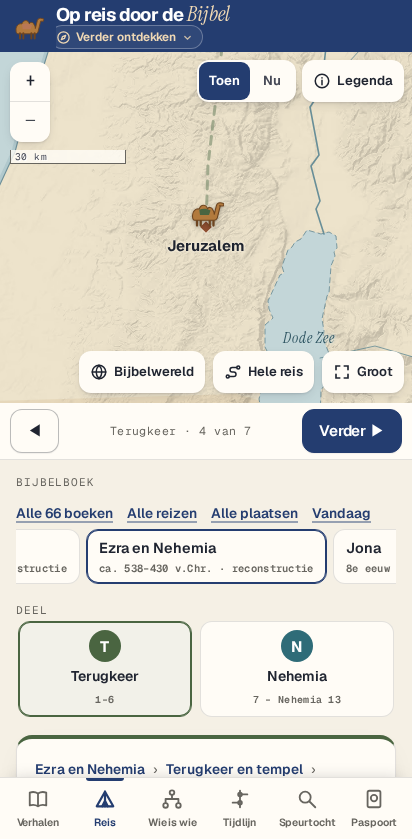 Op reis door de Bijbel
Verder ontdekken
+
Toen
Nu
Legenda
−
30 km
Jeruzalem
Dode Zee
Bijbelwereld
Hele reis
Groot
Terugkeer · 4 van 7
Verder
BIJBELBOEK
Alle 66 boeken
Alle reizen
Alle plaatsen
Vandaag
Ezra en Nehemia
Jona
structie
ca. 538–430 v.Chr. · reconstructie
8e eeuw
DEEL
T
N
Terugkeer
Nehemia
1–6
7 – Nehemia 13
Ezra en Nehemia › Terugkeer en tempel ›
Verhalen
Reis
Wie is wie
Tijdlijn
Speurtocht
Paspoort